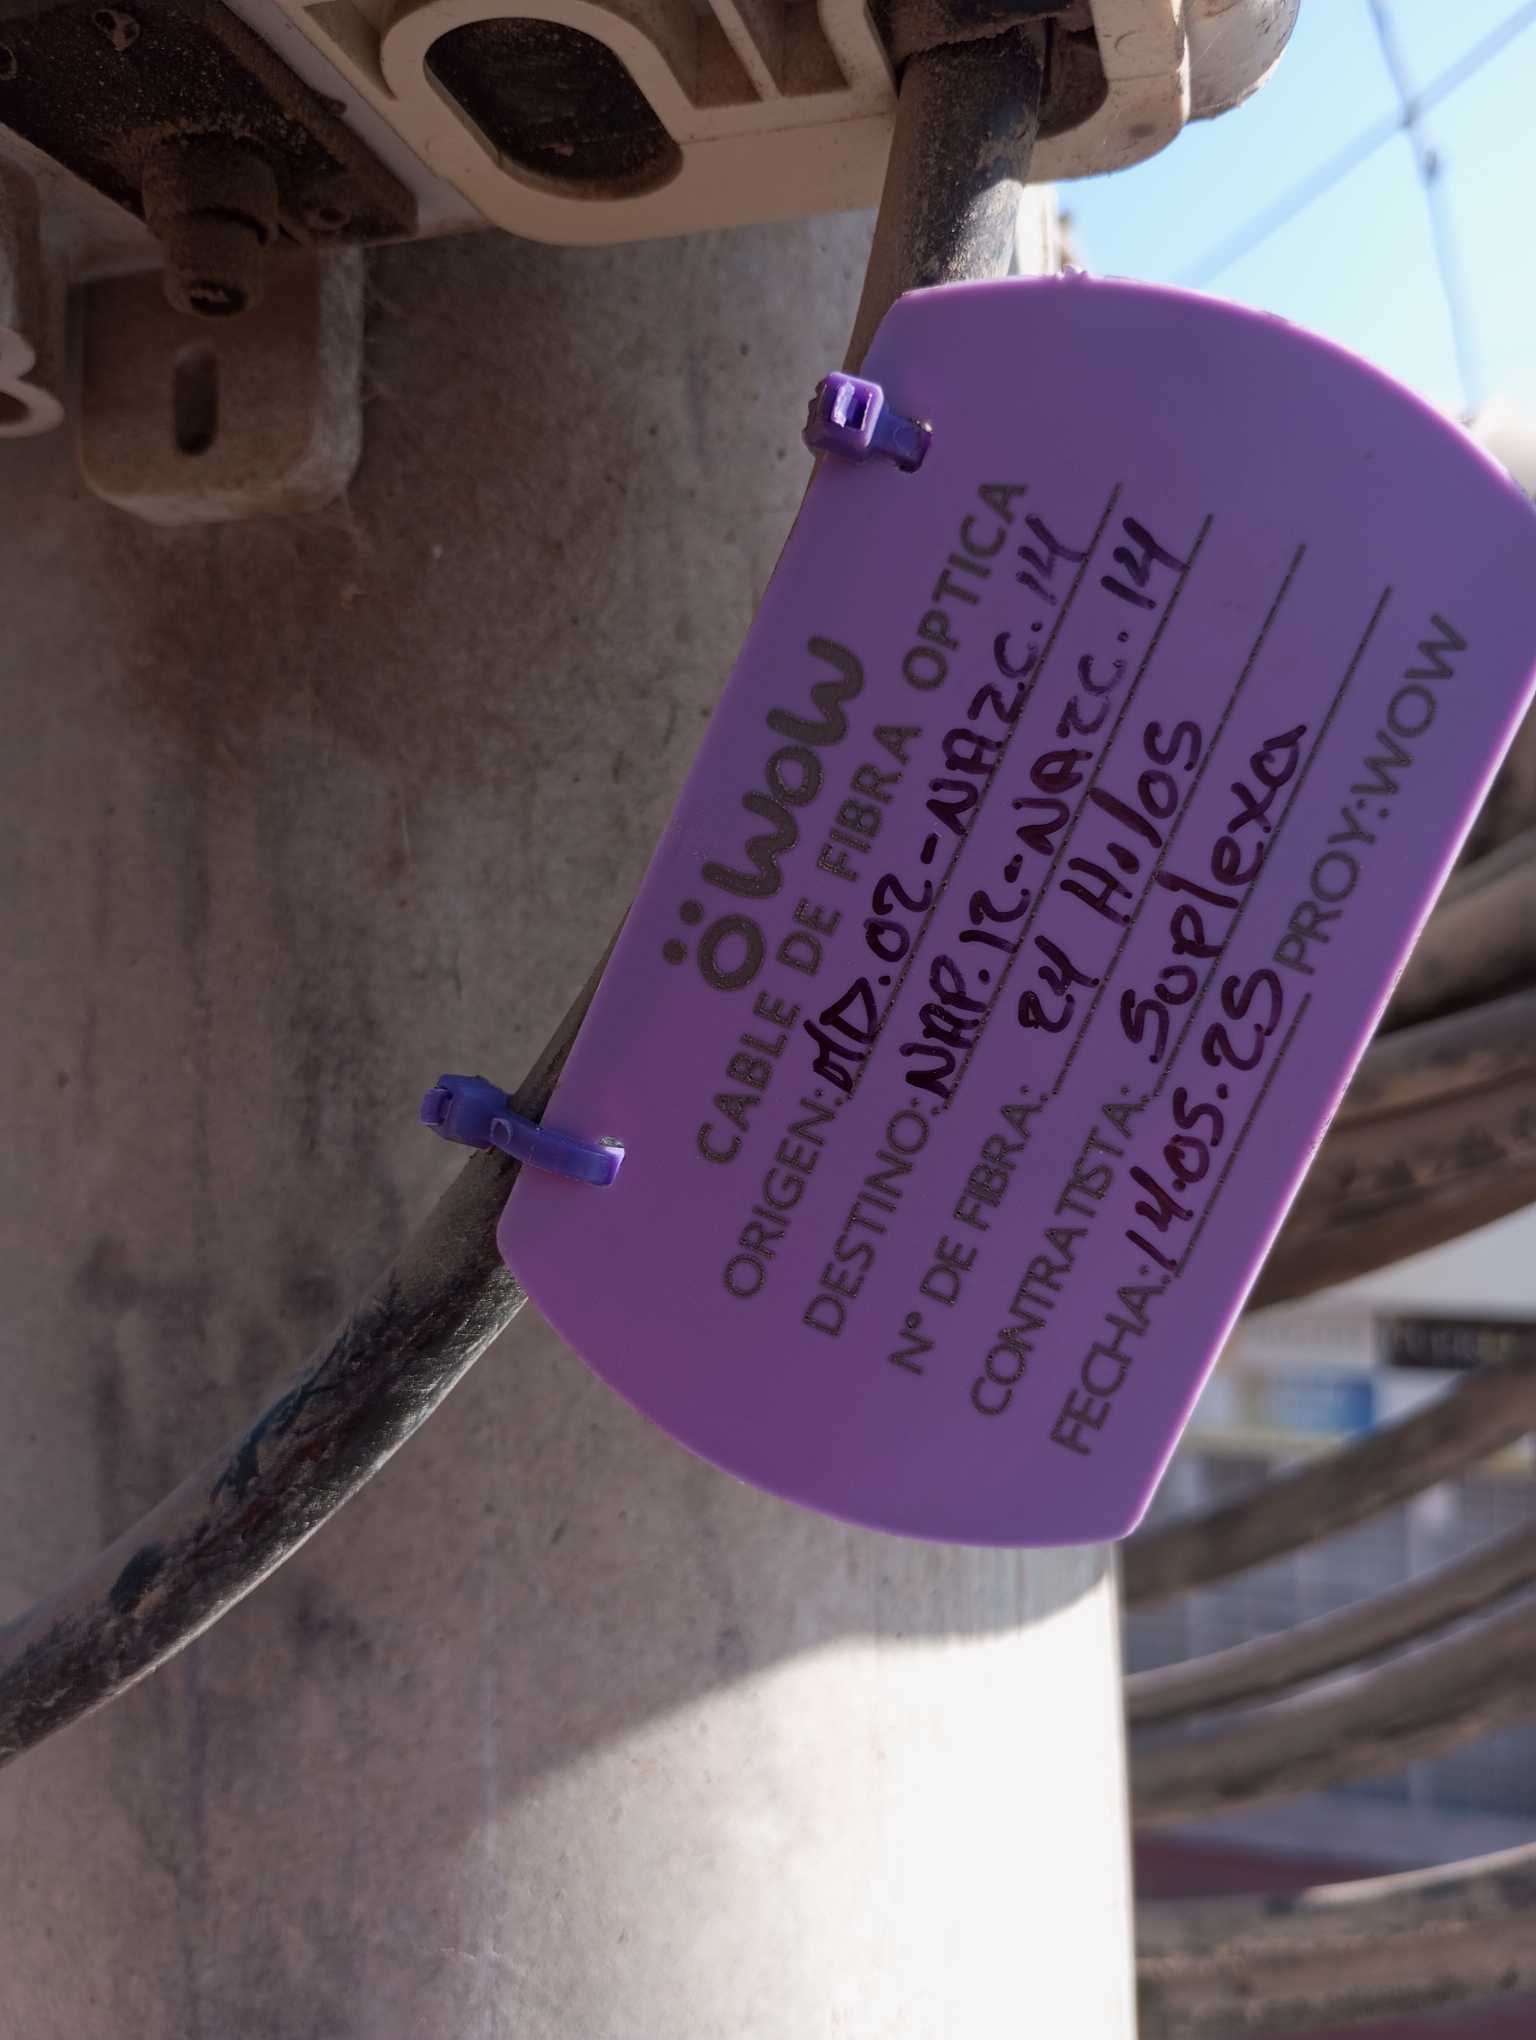 wow
CABLE DE FIBRA OPTICA
ORIGEN: MD.02-NAZC.14
DESTINO: NAP.12-NAZC.14
N° DE FIBRA: 24 Hilos
CONTRATISTA: Suplexa
FECHA: 14.05.25 PROY: WOW